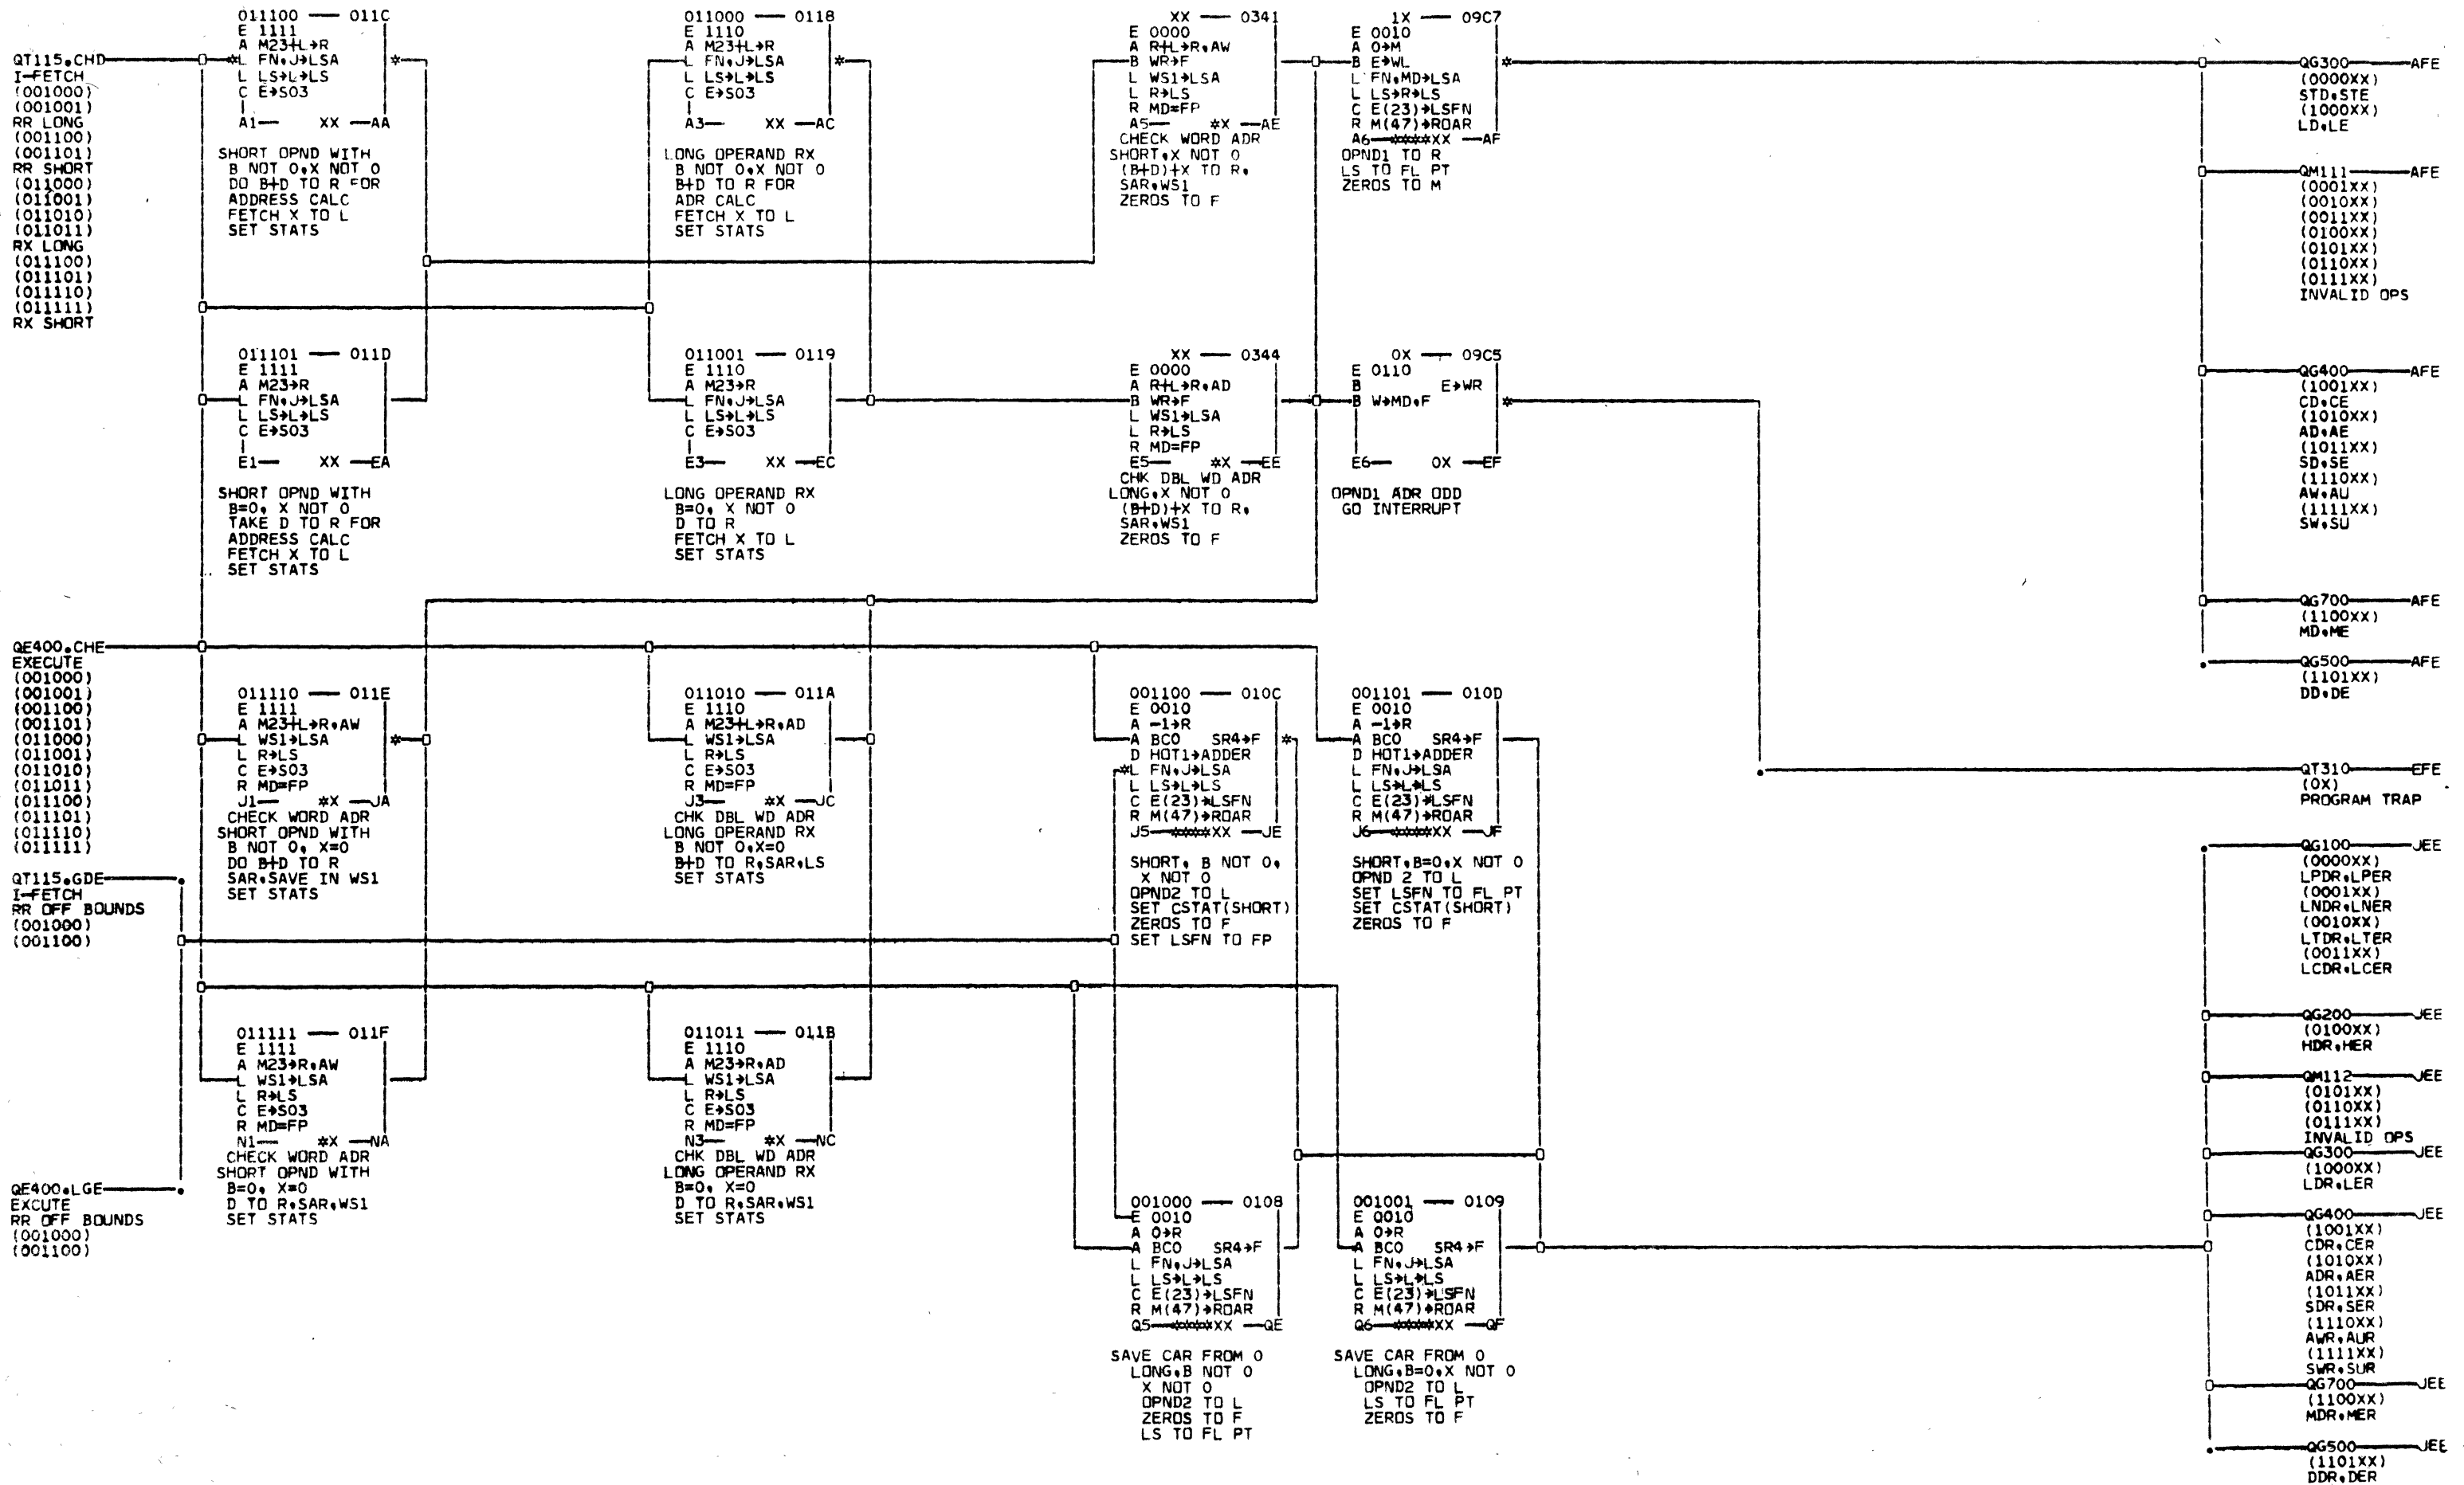 QT115.CHD
I-FETCH
(001000)
(001001)
RR LONG
(001100)
(001101)
RR SHORT
(011000)
(011001)
(011010)
(011011)
RX LONG
(011100)
(011101)
(011110)
(011111)
RX SHORT
QE400.CHE
EXECUTE
(001000)
(001001)
(001100)
(001101)
(011000)
(011001)
(011010)
(011011)
(011100)
(011101)
(011110)
(011111)
QT115.GDE
I-FETCH
RR OFF BOUNDS
(001000)
(001100)
QE400.LGE
EXCUTE
RR OFF BOUNDS
(001000)
(001100)
011100 — 011C
E 1111
A M23+L→R
*L FN,J→LSA *
L LS→L→LS
C E→S03
A1— XX —AA
SHORT OPND WITH
B NOT 0,X NOT 0
DO B+D TO R FOR
ADDRESS CALC
FETCH X TO L
SET STATS
011101 — 011D
E 1111
A M23→R
L FN,J→LSA
L LS→L→LS
C E→S03
E1— XX —EA
SHORT OPND WITH
B=0, X NOT 0
TAKE D TO R FOR
ADDRESS CALC
FETCH X TO L
SET STATS
011110 — 011E
E 1111
A M23+L→R,AW
L WS1→LSA *
L R→LS
C E→S03
R MD=FP
J1— *X —JA
CHECK WORD ADR
SHORT OPND WITH
B NOT 0, X=0
DO B+D TO R
SAR,SAVE IN WS1
SET STATS
011111 — 011F
E 1111
A M23→R,AW
L WS1→LSA
L R→LS
C E→S03
R MD=FP
N1— *X —NA
CHECK WORD ADR
SHORT OPND WITH
B=0, X=0
D TO R,SAR,WS1
SET STATS
011000 — 0118
E 1110
A M23+L→R
L FN,J→LSA *
L LS→L→LS
C E→S03
A3— XX —AC
LONG OPERAND RX
B NOT 0,X NOT 0
B+D TO R FOR
ADR CALC
FETCH X TO L
SET STATS
011001 — 0119
E 1110
A M23→R
L FN,J→LSA
L LS→L→LS
C E→S03
E3— XX —EC
LONG OPERAND RX
B=0, X NOT 0
D TO R
FETCH X TO L
SET STATS
011010 — 011A
E 1110
A M23+L→R,AD
L WS1→LSA
L R→LS
C E→S03
R MD=FP
J3— *X —JC
CHK DBL WD ADR
LONG OPERAND RX
B NOT 0,X=0
B+D TO R,SAR,LS
SET STATS
011011 — 011B
E 1110
A M23→R,AD
L WS1→LSA
L R→LS
C E→S03
R MD=FP
N3— *X —NC
CHK DBL WD ADR
LONG OPERAND RX
B=0, X=0
D TO R,SAR,WS1
SET STATS
XX — 0341
E 0000
A R+L→R,AW
B WR→F
L WS1→LSA
L R→LS
R MD=FP
A5— *X —AE
CHECK WORD ADR
SHORT,X NOT 0
(B+D)+X TO R,
SAR,WS1
ZEROS TO F
XX — 0344
E 0000
A R+L→R,AD
B WR→F
L WS1→LSA
L R→LS
R MD=FP
E5— *X —EE
CHK DBL WD ADR
LONG,X NOT 0
(B+D)+X TO R,
SAR,WS1
ZEROS TO F
001100 — 010C
E 0010
A -1→R
A BC0 SR4→F *
D HOT1→ADDER
*L FN,J→LSA
L LS→L→LS
C E(23)→LSFN
R M(47)→ROAR
J5—****XX —JE
SHORT, B NOT 0,
X NOT 0
OPND2 TO L
SET CSTAT(SHORT)
ZEROS TO F
SET LSFN TO FP
001000 — 0108
E 0010
A 0→R
A BC0 SR4→F
L FN,J→LSA
L LS→L→LS
C E(23)→LSFN
R M(47)→ROAR
Q5—****XX —QE
SAVE CAR FROM 0
LONG,B NOT 0
X NOT 0
OPND2 TO L
ZEROS TO F
LS TO FL PT
1X — 09C7
E 0010
A 0→M
B E→WL *
L FN,MD→LSA
L LS→R→LS
C E(23)→LSFN
R M(47)→ROAR
A6—****XX —AF
OPND1 TO R
LS TO FL PT
ZEROS TO M
0X — 09C5
E 0110
B E→WR
B W→MD,F *
E6— 0X —EF
OPND1 ADR ODD
GO INTERRUPT
001101 — 010D
E 0010
A -1→R
A BC0 SR4→F
D HOT1→ADDER
L FN,J→LSA
L LS→L→LS
C E(23)→LSFN
R M(47)→ROAR
J6—****XX —JF
SHORT,B=0,X NOT 0
OPND 2 TO L
SET LSFN TO FL PT
SET CSTAT(SHORT)
ZEROS TO F
001001 — 0109
E 0010
A 0→R
A BC0 SR4→F
L FN,J→LSA
L LS→L→LS
C E(23)→LSFN
R M(47)→ROAR
Q6—****XX —QF
SAVE CAR FROM 0
LONG,B=0,X NOT 0
OPND2 TO L
LS TO FL PT
ZEROS TO F
QG300 — AFE
(0000XX)
STD,STE
(1000XX)
LD,LE
QM111 — AFE
(0001XX)
(0010XX)
(0011XX)
(0100XX)
(0101XX)
(0110XX)
(0111XX)
INVALID OPS
QG400 — AFE
(1001XX)
CD,CE
(1010XX)
AD,AE
(1011XX)
SD,SE
(1110XX)
AW,AU
(1111XX)
SW,SU
QG700 — AFE
(1100XX)
MD,ME
QG500 — AFE
(1101XX)
DD,DE
QT310 — EFE
(0X)
PROGRAM TRAP
QG100 — JEE
(0000XX)
LPDR,LPER
(0001XX)
LNDR,LNER
(0010XX)
LTDR,LTER
(0011XX)
LCDR,LCER
QG200 — JEE
(0100XX)
HDR,HER
QM112 — JEE
(0101XX)
(0110XX)
(0111XX)
INVALID OPS
QG300 — JEE
(1000XX)
LDR,LER
QG400 — JEE
(1001XX)
CDR,CER
(1010XX)
ADR,AER
(1011XX)
SDR,SER
(1110XX)
AWR,AUR
(1111XX)
SWR,SUR
QG700 — JEE
(1100XX)
MDR,MER
QG500 — JEE
(1101XX)
DDR,DER